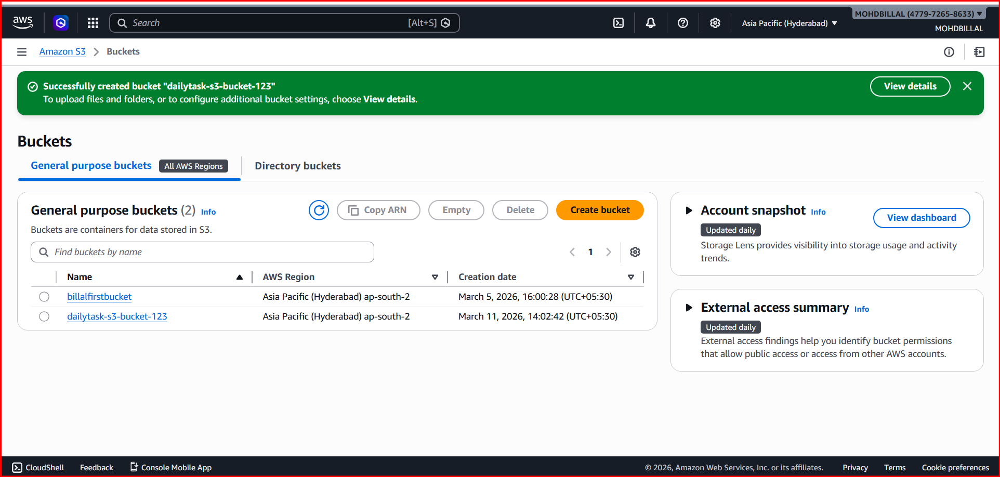 aws
Search [Alt+S]
Asia Pacific (Hyderabad)
MOHDBILLAL (4779-7265-8633)
MOHDBILLAL
Amazon S3 Buckets
Successfully created bucket "dailytask-s3-bucket-123"
To upload files and folders, or to configure additional bucket settings, choose View details.
View details
Buckets
General purpose buckets All AWS Regions
Directory buckets
General purpose buckets (2) Info
Copy ARN
Empty
Delete
Create bucket
Buckets are containers for data stored in S3.
Find buckets by name
1
Name AWS Region Creation date
billalfirstbucket Asia Pacific (Hyderabad) ap-south-2 March 5, 2026, 16:00:28 (UTC+05:30)
dailytask-s3-bucket-123 Asia Pacific (Hyderabad) ap-south-2 March 11, 2026, 14:02:42 (UTC+05:30)
Account snapshot Info
View dashboard
Updated daily
Storage Lens provides visibility into storage usage and activity
trends.
External access summary Info
Updated daily
External access findings help you identify bucket permissions
that allow public access or access from other AWS accounts.
CloudShell Feedback Console Mobile App © 2026, Amazon Web Services, Inc. or its affiliates. Privacy Terms Cookie preferences